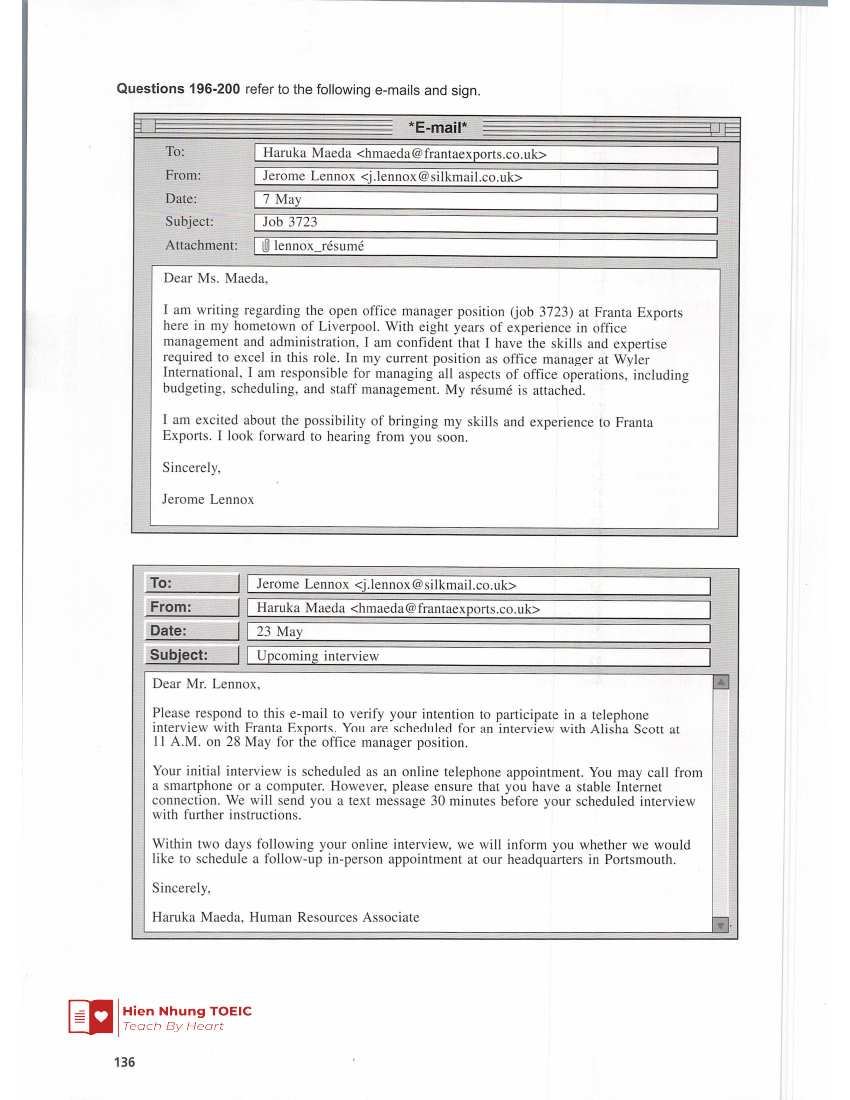 Questions 196-200 refer to the following e-mails and sign.
*E-mail*
To: Haruka Maeda <hmaeda@frantaexports.co.uk>
From: Jerome Lennox <j.lennox@silkmail.co.uk>
Date: 7 May
Subject: Job 3723
Attachment: lennox_résumé
Dear Ms. Maeda,
I am writing regarding the open office manager position (job 3723) at Franta Exports
here in my hometown of Liverpool. With eight years of experience in office
management and administration, I am confident that I have the skills and expertise
required to excel in this role. In my current position as office manager at Wyler
International, I am responsible for managing all aspects of office operations, including
budgeting, scheduling, and staff management. My résumé is attached.
I am excited about the possibility of bringing my skills and experience to Franta
Exports. I look forward to hearing from you soon.
Sincerely,
Jerome Lennox
To: Jerome Lennox <j.lennox@silkmail.co.uk>
From: Haruka Maeda <hmaeda@frantaexports.co.uk>
Date: 23 May
Subject: Upcoming interview
Dear Mr. Lennox,
Please respond to this e-mail to verify your intention to participate in a telephone
interview with Franta Exports. You are scheduled for an interview with Alisha Scott at
11 A.M. on 28 May for the office manager position.
Your initial interview is scheduled as an online telephone appointment. You may call from
a smartphone or a computer. However, please ensure that you have a stable Internet
connection. We will send you a text message 30 minutes before your scheduled interview
with further instructions.
Within two days following your online interview, we will inform you whether we would
like to schedule a follow-up in-person appointment at our headquarters in Portsmouth.
Sincerely,
Haruka Maeda, Human Resources Associate
Hien Nhung TOEIC
Teach By Heart
136